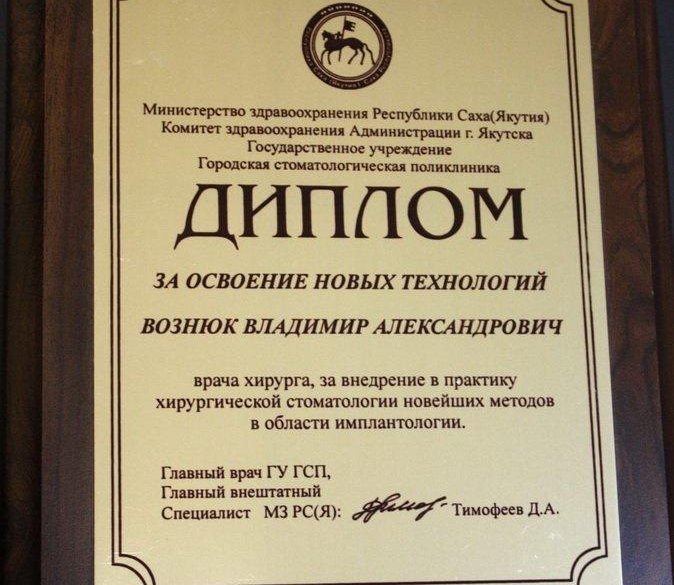 Министерство здравоохранения Республики Саха(Якутия)
Комитет здравоохранения Администрации г. Якутска
Государственное учреждение
Городская стоматологическая поликлиника
ДИПЛОМ
ЗА ОСВОЕНИЕ НОВЫХ ТЕХНОЛОГИЙ
ВОЗНЮК ВЛАДИМИР АЛЕКСАНДРОВИЧ
врача хирурга, за внедрение в практику
хирургической стоматологии новейших методов
в области имплантологии.
Главный врач ГУ ГСП,
Главный внештатный
Специалист МЗ РС(Я): Тимофеев Д.А.